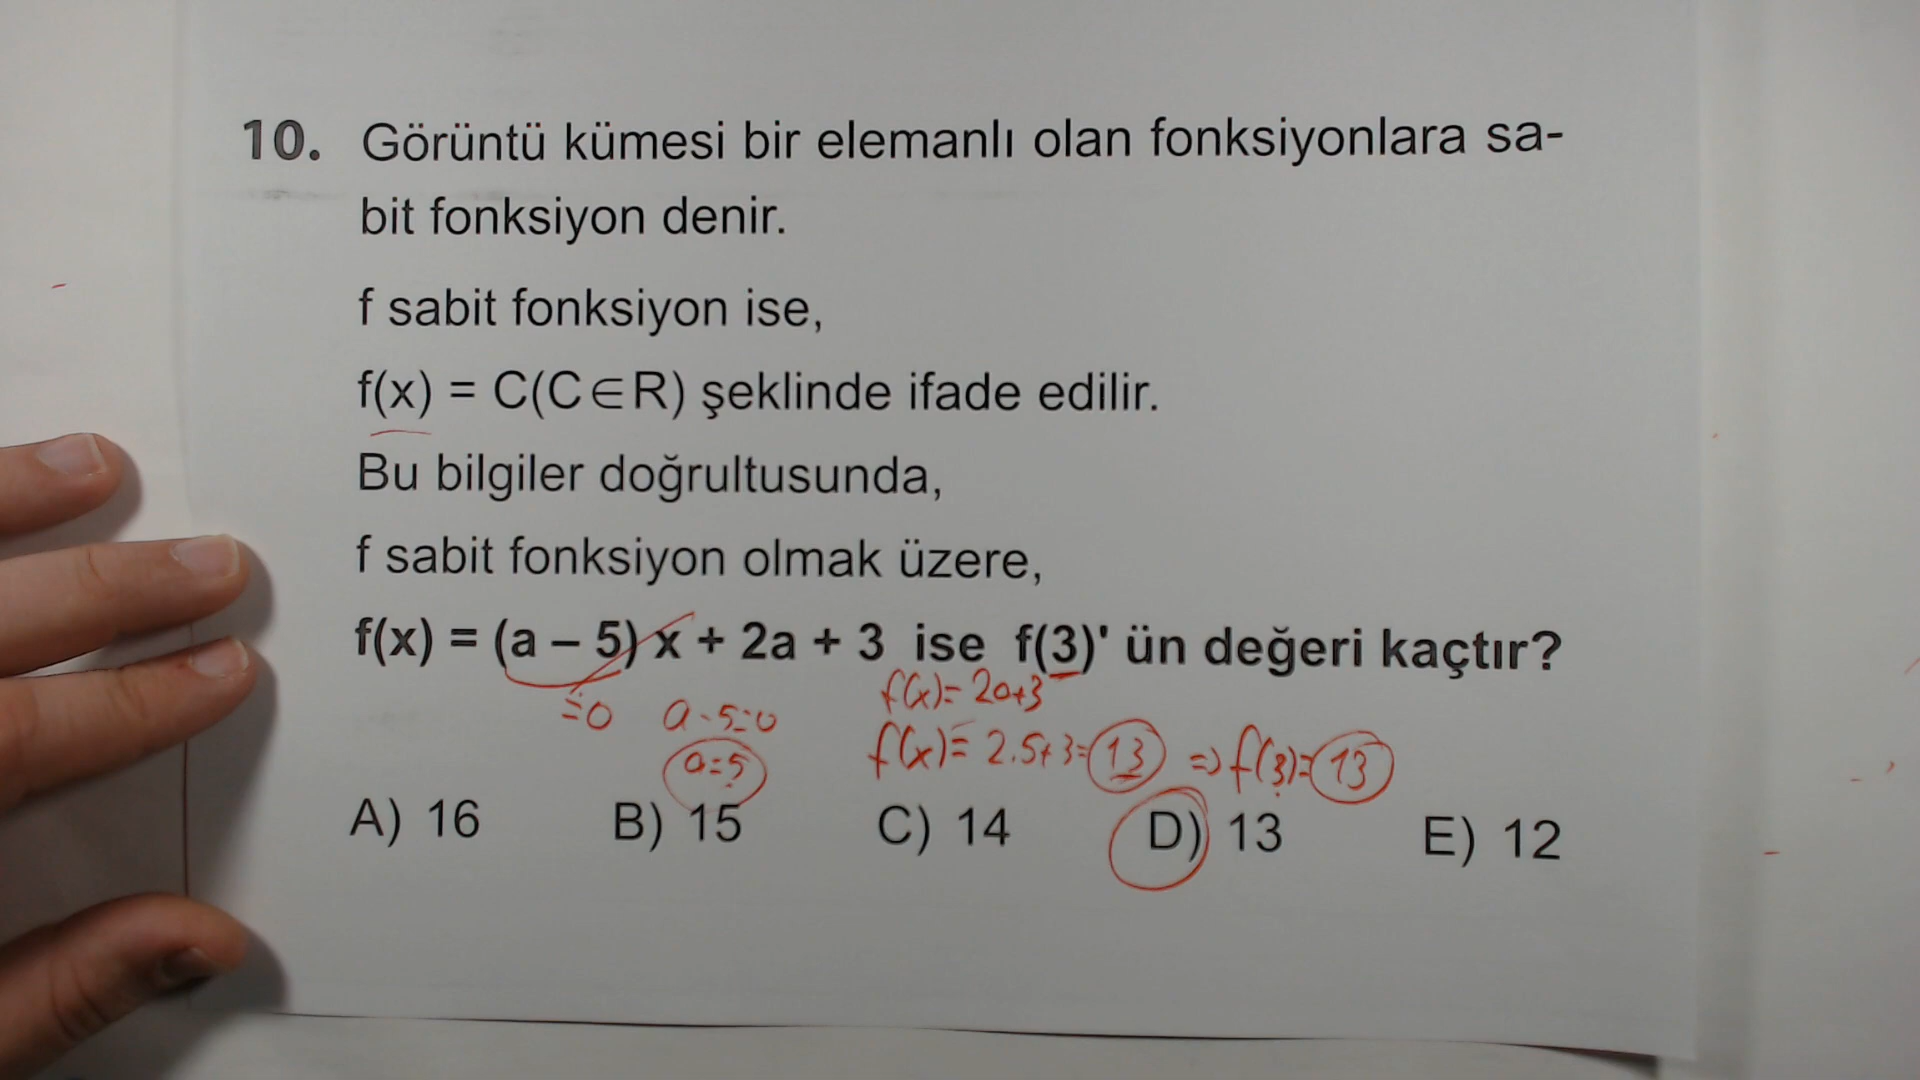 10. Görüntü kümesi bir elemanlı olan fonksiyonlara sa-
bit fonksiyon denir.
f sabit fonksiyon ise,
f(x) = C(C∈R) şeklinde ifade edilir.
Bu bilgiler doğrultusunda,
f sabit fonksiyon olmak üzere,
f(x) = (a – 5) x + 2a + 3 ise f(3)' ün değeri kaçtır?
f(x)= 2a+3
=0 a-5=0
f(x)= 2.5+3=13 => f(3)=13
a=5
A) 16 B) 15 C) 14 D) 13 E) 12